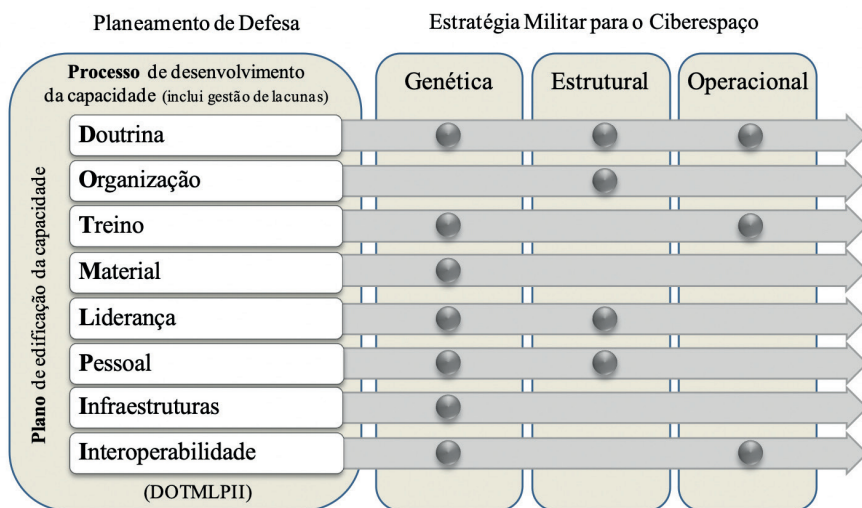 Planeamento de Defesa
Estratégia Militar para o Ciberespaço
Processo de desenvolvimento
da capacidade (inclui gestão de lacunas)
Genética
Estrutural
Operacional
Plano de edificação da capacidade
Doutrina
Organização
Treino
Material
Liderança
Pessoal
Infraestruturas
Interoperabilidade
(DOTMLPII)